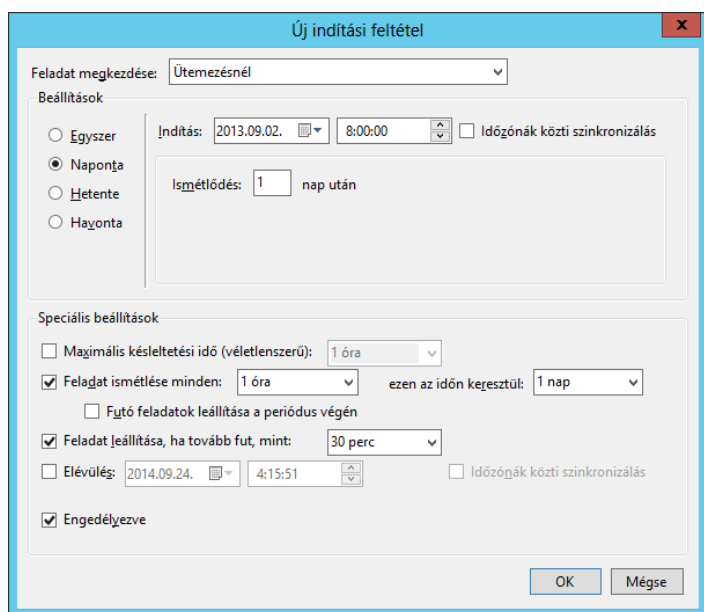 Új indítási feltétel
x
Feladat megkezdése: Ütemezésnél
Beállítások
Egyszer
Naponta
Hetente
Havonta
Indítás: 2013.09.02. 8:00:00 Időzónák közti szinkronizálás
Ismétlődés: 1 nap után
Speciális beállítások
Maximális késleltetési idő (véletlenszerű): 1 óra
Feladat ismétlése minden: 1 óra ezen az időn keresztül: 1 nap
Futó feladatok leállítása a periódus végén
Feladat leállítása, ha tovább fut, mint: 30 perc
Elévülés: 2014.09.24. 4:15:51 Időzónák közti szinkronizálás
Engedélyezve
OK Mégse